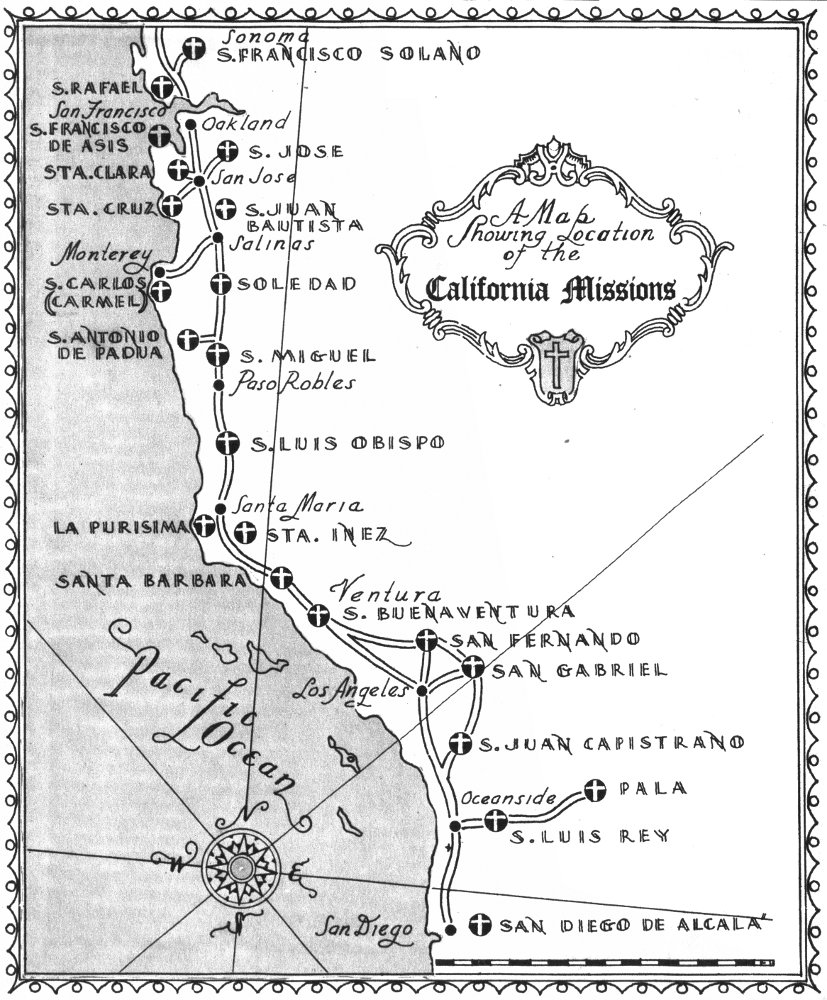 Sonoma
S. FRANCISCO SOLANO
S. RAFAEL
San Francisco
S. FRANCISCO
DE ASIS
Oakland
S. JOSE
STA. CLARA
San Jose
STA. CRUZ
S. JUAN
BAUTISTA
Salinas
Monterey
S. CARLOS
(CARMEL)
SOLEDAD
S. ANTONIO
DE PADUA
S. MIGUEL
Paso Robles
S. LUIS OBISPO
Santa Maria
LA PURISIMA
STA. INEZ
SANTA BARBARA
Ventura
S. BUENAVENTURA
SAN FERNANDO
SAN GABRIEL
Los Angeles
S. JUAN CAPISTRANO
Oceanside
PALA
S. LUIS REY
San Diego
SAN DIEGO DE ALCALA'
A Map
Showing Location
of the
California Missions
Pacific
Ocean
N
W
E
S